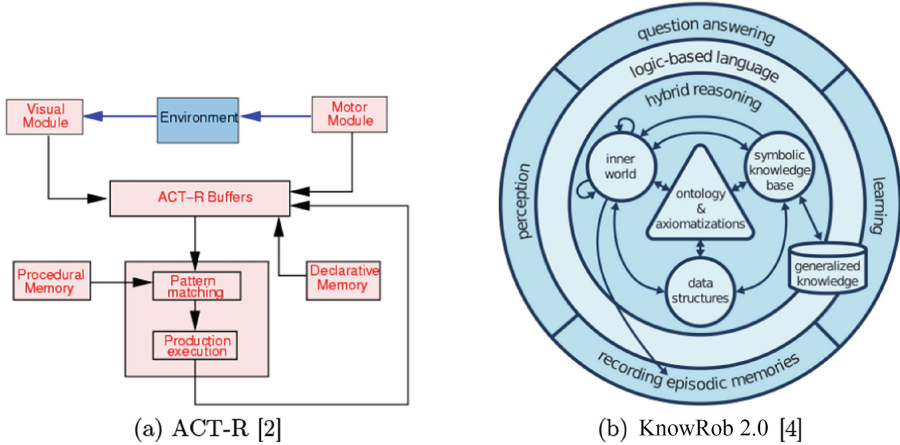 Visual
Module
Environment
Motor
Module
ACT-R Buffers
Procedural
Memory
Pattern
matching
Declarative
Memory
Production
execution
(a) ACT-R [2]
question answering
logic-based language
hybrid reasoning
perception
learning
inner
world
symbolic
knowledge
base
ontology
&
axiomatizations
data
structures
generalized
knowledge
recording episodic memories
(b) KnowRob 2.0 [4]